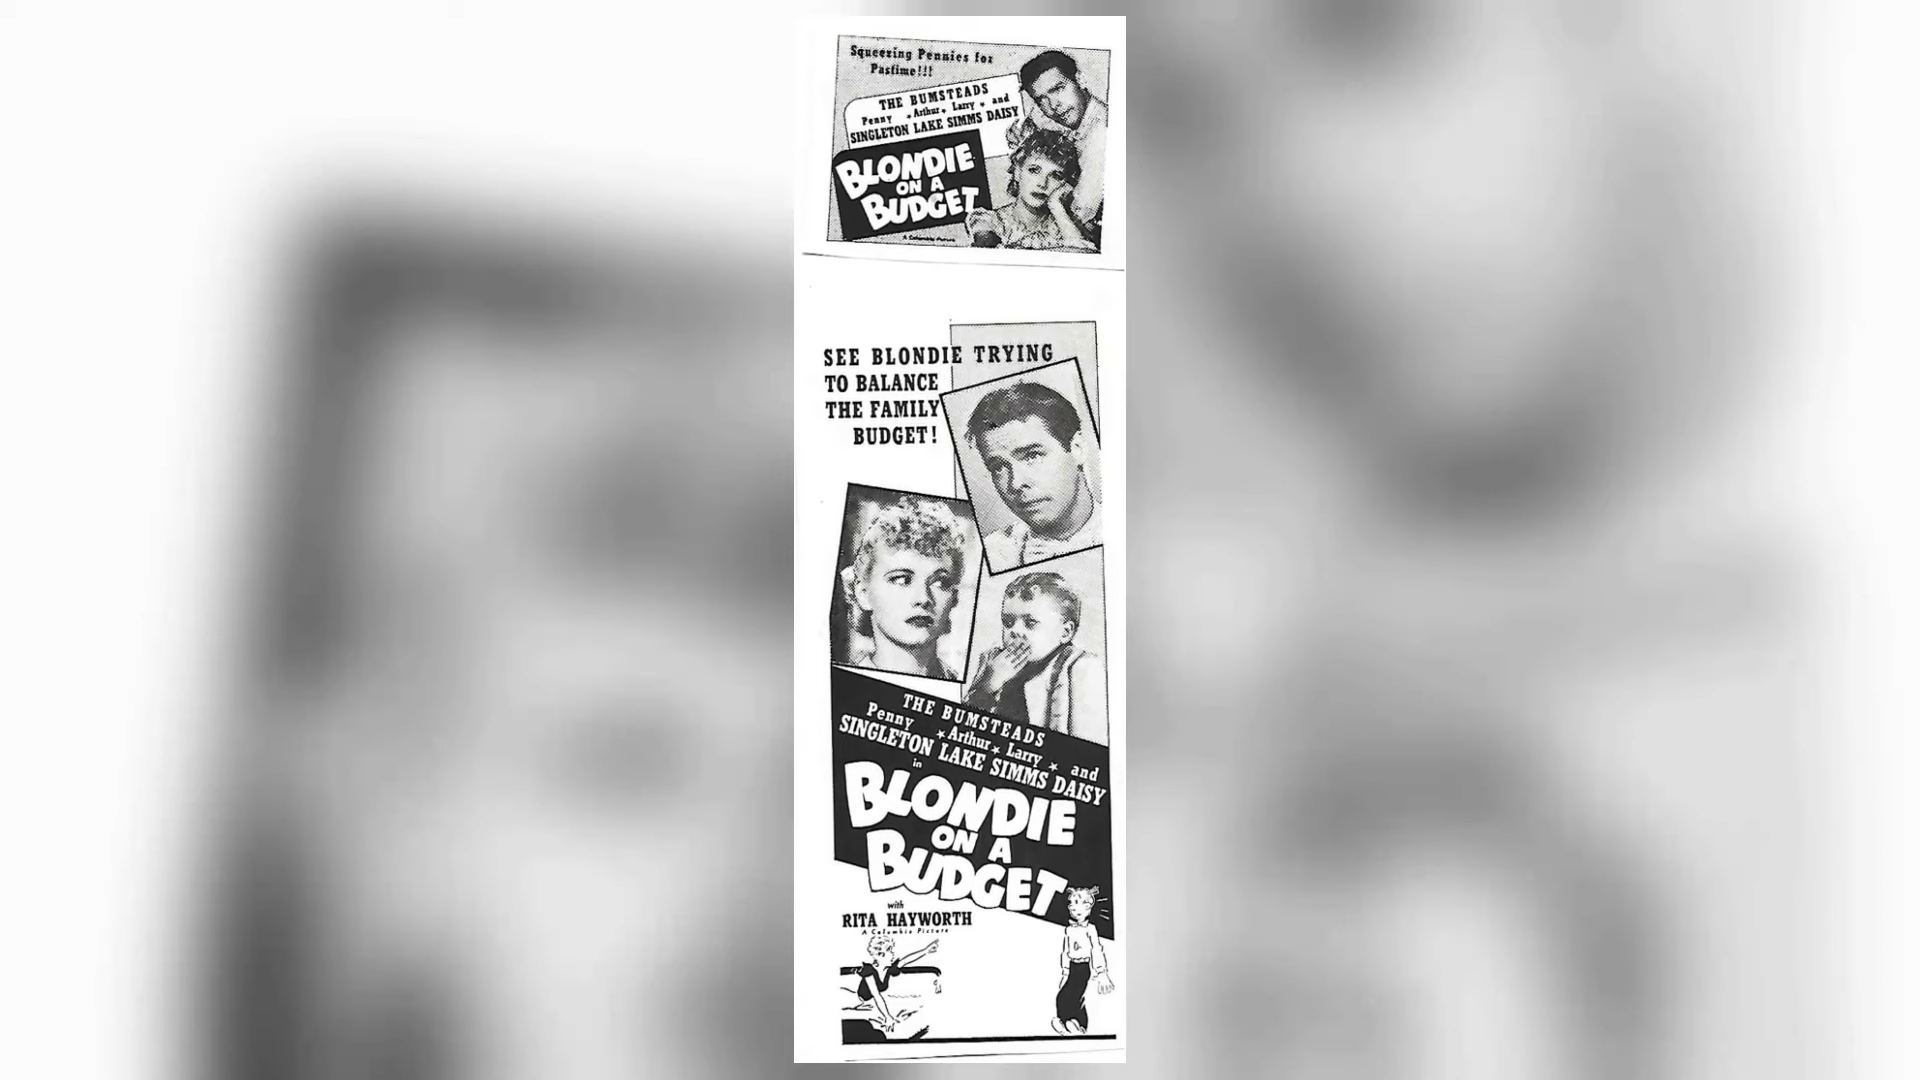 Squeezing Pennies for
Pastime!!!
THE BUMSTEADS
Penny Arthur Larry and
SINGLETON LAKE SIMMS DAISY
BLONDIE
ON A
BUDGET
A Columbia Picture
SEE BLONDIE TRYING
TO BALANCE
THE FAMILY
BUDGET!
THE BUMSTEADS
Penny Arthur Larry and
SINGLETON LAKE SIMMS DAISY
in
BLONDIE
ON A
BUDGET
with
RITA HAYWORTH
A Columbia Picture